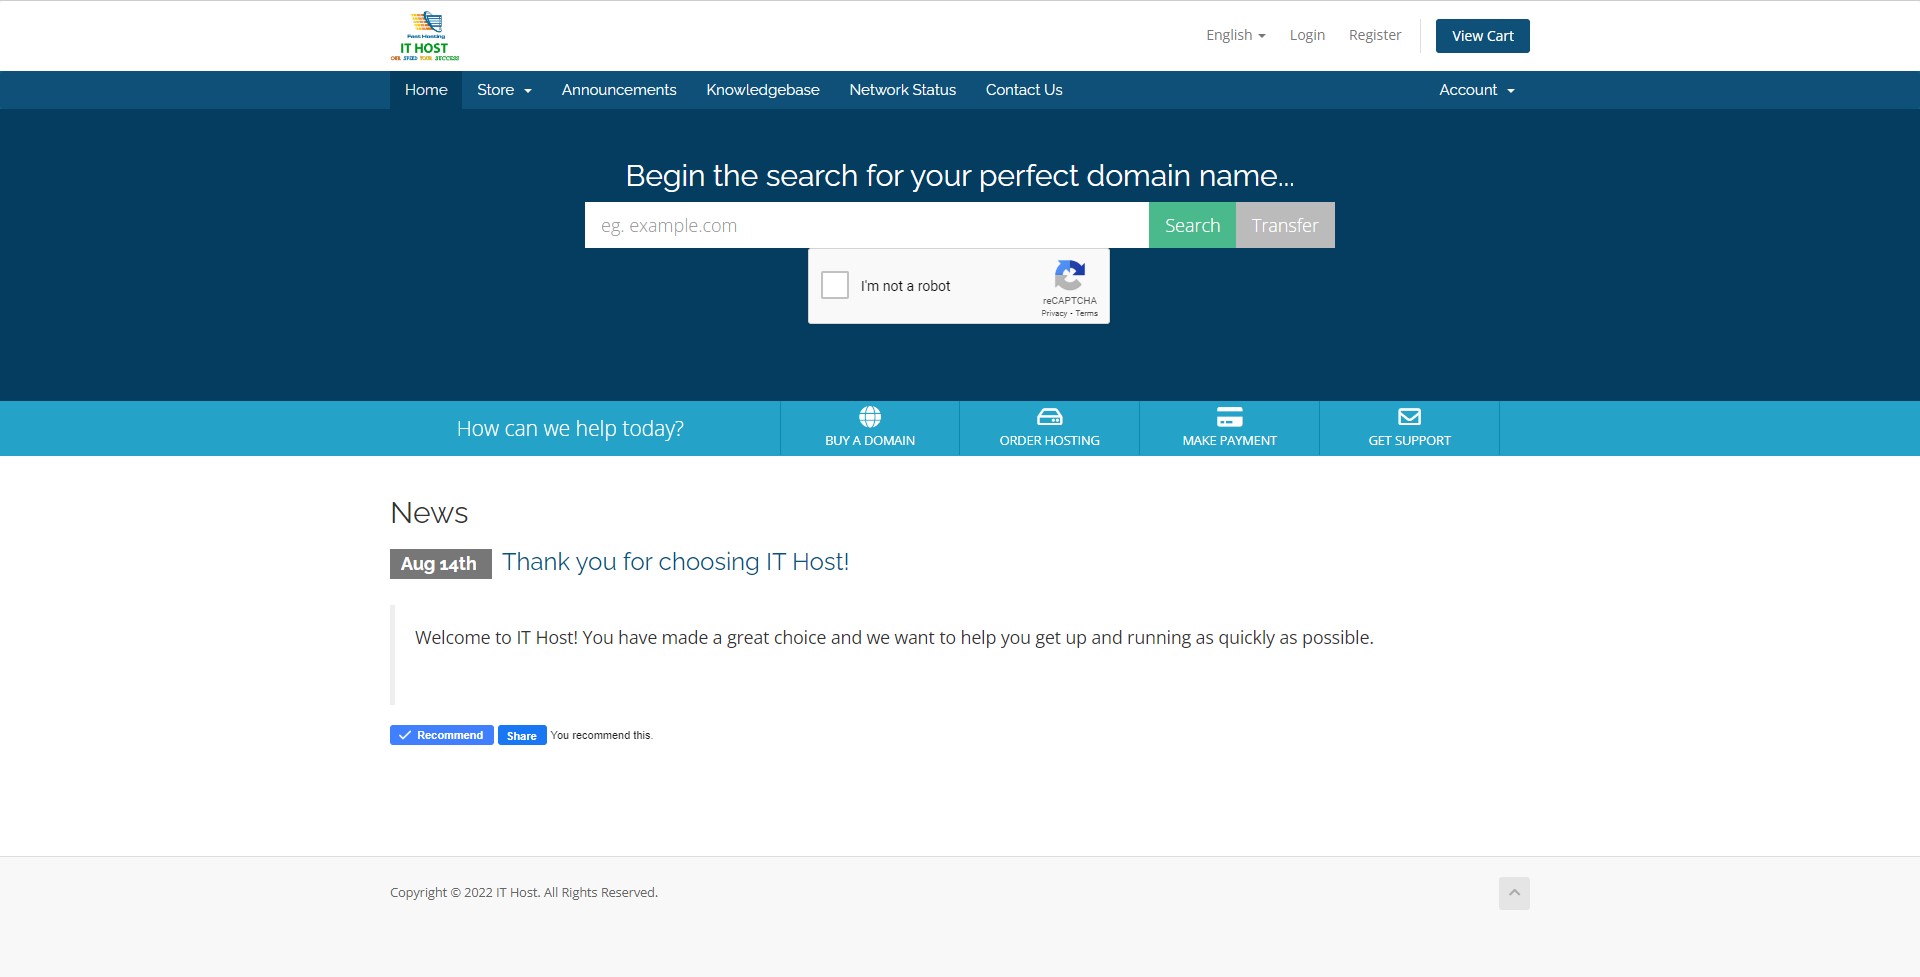 Fast Hosting
IT HOST
OUR SPEED YOUR SUCCESS
English
Login
Register
View Cart
Home
Store
Announcements
Knowledgebase
Network Status
Contact Us
Account
Begin the search for your perfect domain name...
eg. example.com
Search
Transfer
I'm not a robot
reCAPTCHA
Privacy - Terms
How can we help today?
BUY A DOMAIN
ORDER HOSTING
MAKE PAYMENT
GET SUPPORT
News
Aug 14th
Thank you for choosing IT Host!
Welcome to IT Host! You have made a great choice and we want to help you get up and running as quickly as possible.
Recommend
Share
You recommend this.
Copyright © 2022 IT Host. All Rights Reserved.